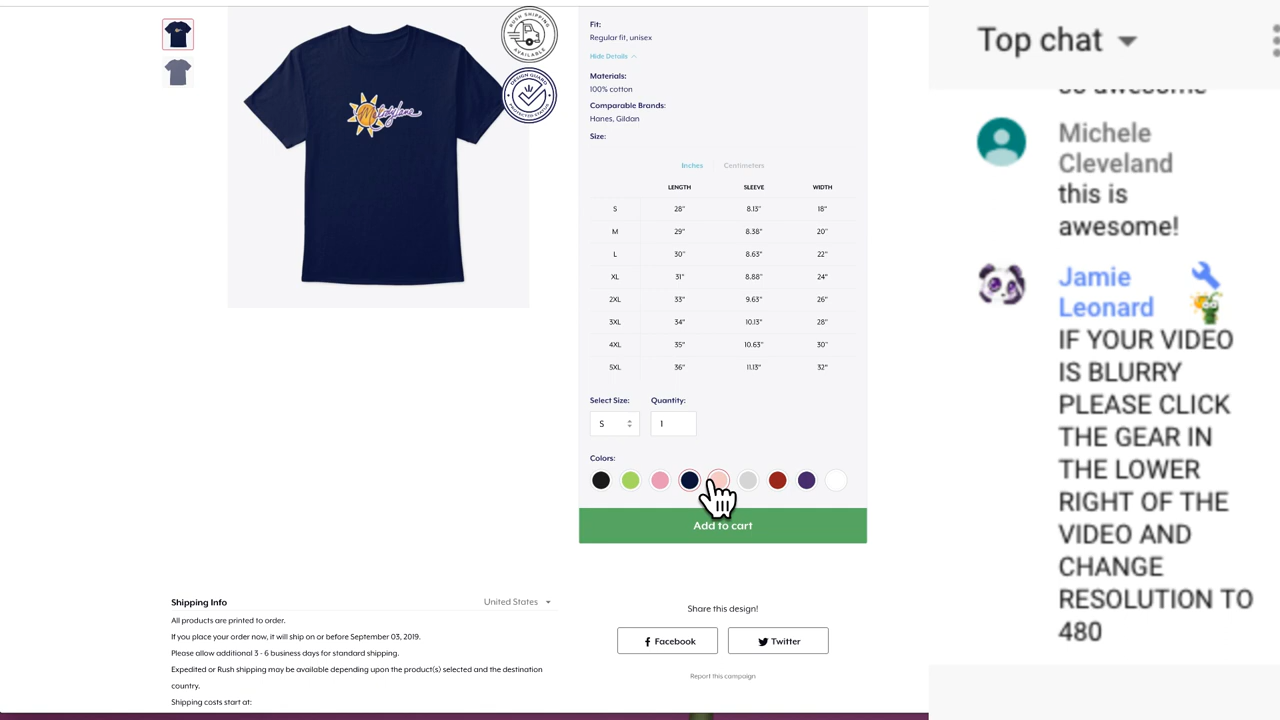 RUSH SHIPPING
AVAILABLE
DESIGN GUARD
Fit:
Regular fit, unisex
Hide Details
Materials:
100% cotton
Comparable Brands:
Hanes, Gildan
Size:
Inches Centimeters
LENGTH SLEEVE WIDTH
S 28" 8.13" 18"
M 29" 8.38" 20"
L 30" 8.63" 22"
XL 31" 8.88" 24"
2XL 33" 9.63" 26"
3XL 34" 10.13" 28"
4XL 35" 10.63" 30"
5XL 36" 11.13" 32"
Select Size: Quantity:
S 1
Colors:
Add to cart
Shipping Info United States
All products are printed to order.
If you place your order now, it will ship on or before September 03, 2019.
Please allow additional 3 - 6 business days for standard shipping.
Expedited or Rush shipping may be available depending upon the product(s) selected and the destination
country.
Shipping costs start at:
Share this design!
Facebook Twitter
Report this campaign
Top chat
so awesome
Michele
Cleveland
this is
awesome!
Jamie
Leonard
IF YOUR VIDEO
IS BLURRY
PLEASE CLICK
THE GEAR IN
THE LOWER
RIGHT OF THE
VIDEO AND
CHANGE
RESOLUTION TO
480